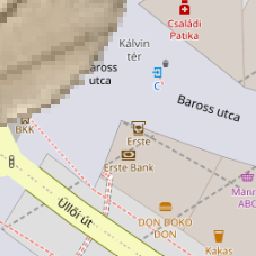 Családi
Patika
Kálvin
tér
Baross
utca
C
Baross utca
BKK
Erste
Erste Bank
Üllői út
DON BOKO
DON
Kakas
ABC